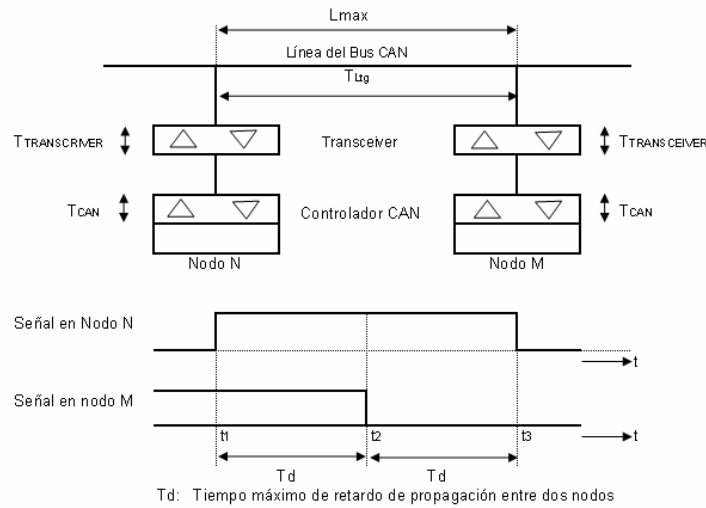 Lmax
Línea del Bus CAN
TLtg
TTRANSCRIVER
Transceiver
TTRANSCEIVER
TCAN
Controlador CAN
TCAN
Nodo N
Nodo M
Señal en Nodo N
t
Señal en nodo M
t1
t2
t3
t
Td
Td
Td: Tiempo máximo de retardo de propagación entre dos nodos